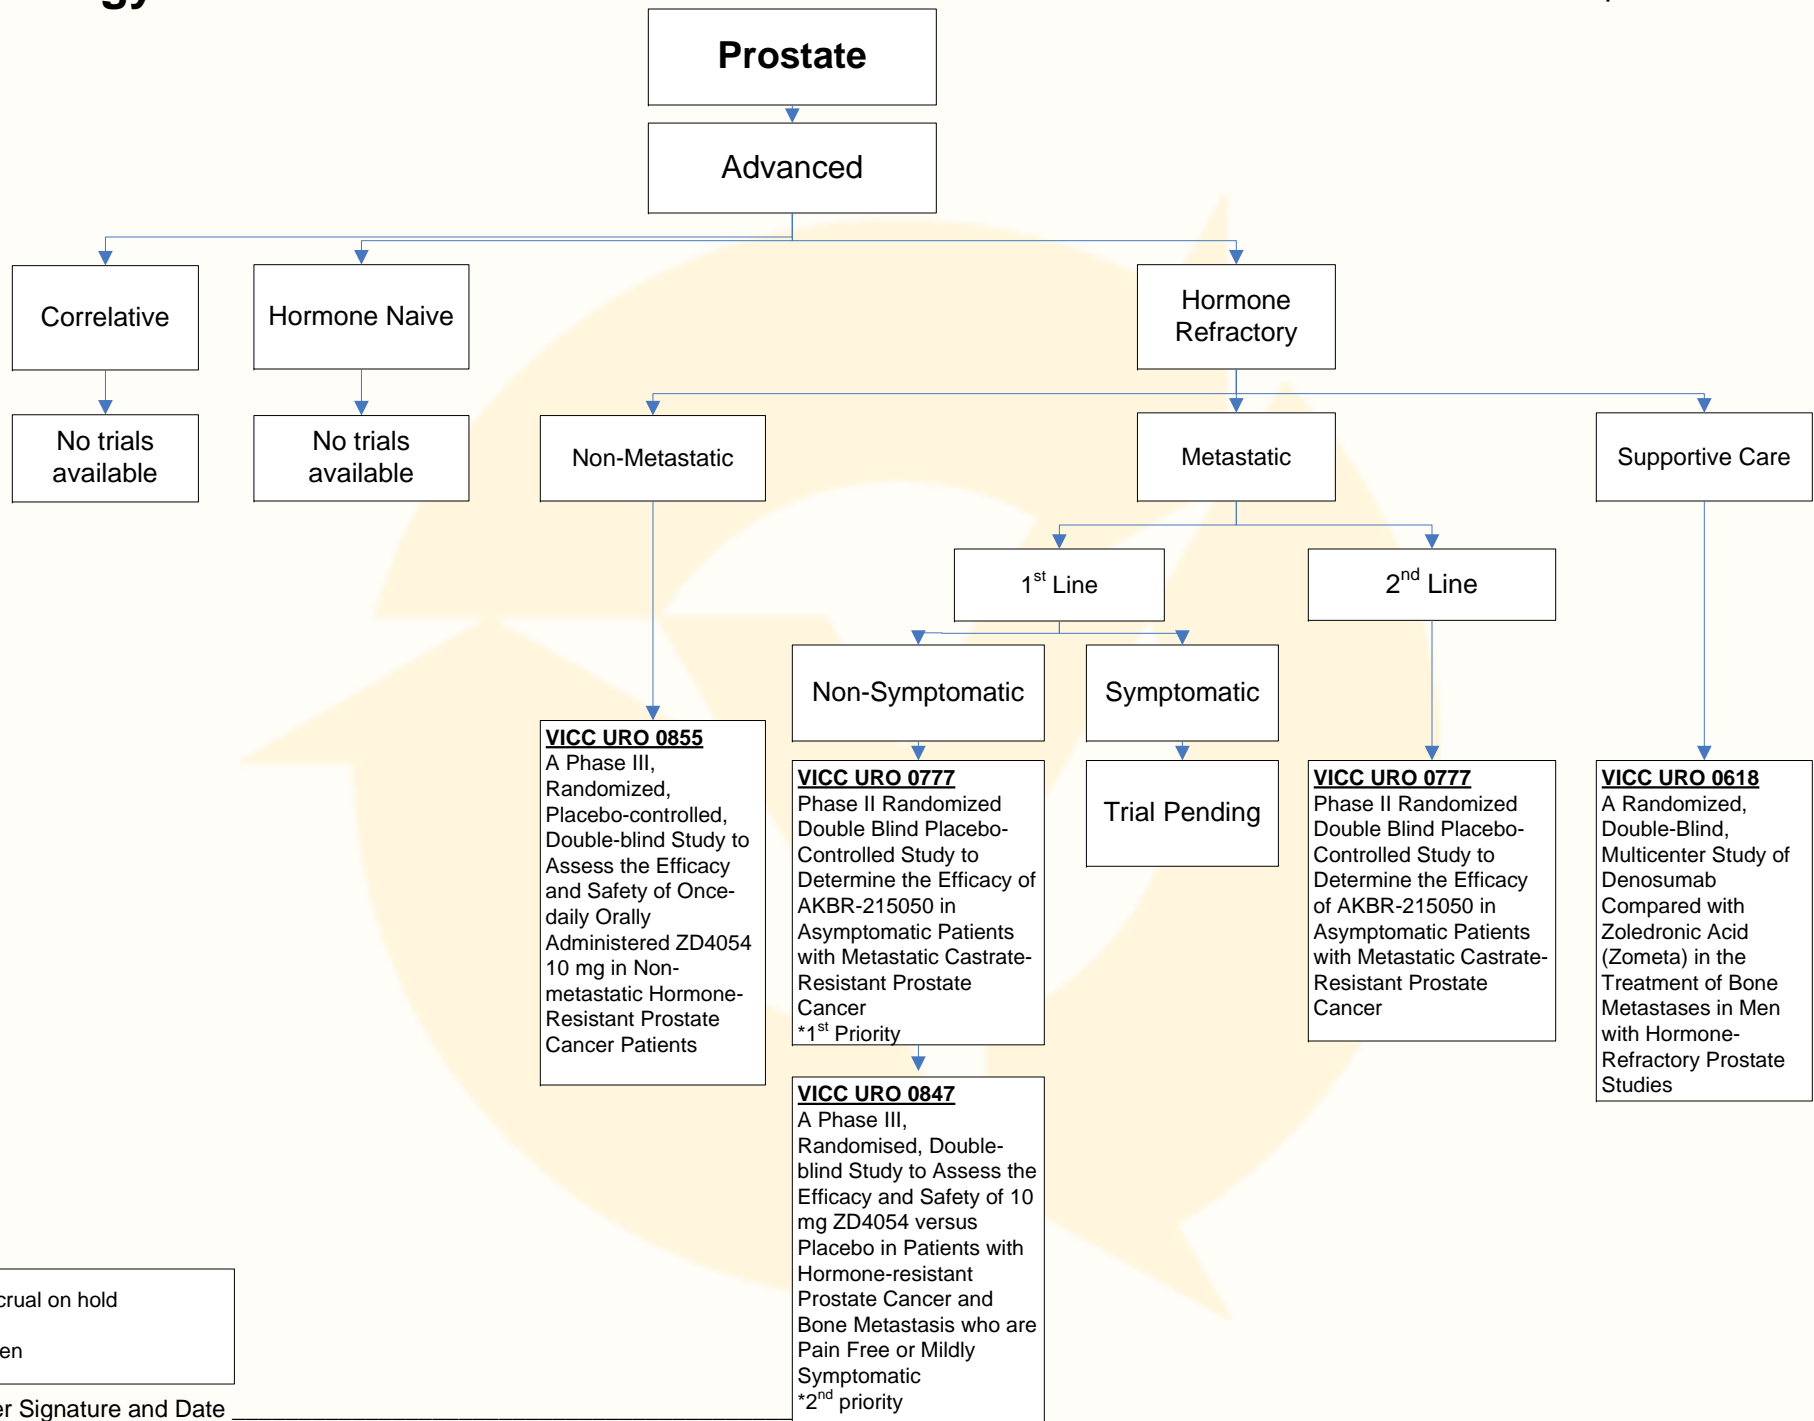 gy
Prostate
Advanced
Correlative
Hormone Naive
Hormone
Refractory
No trials
available
No trials
available
Non-Metastatic
Metastatic
Supportive Care
1st Line
2nd Line
Non-Symptomatic
Symptomatic
VICC URO 0855
A Phase III,
Randomized,
Placebo-controlled,
Double-blind Study to
Assess the Efficacy
and Safety of Once-
daily Orally
Administered ZD4054
10 mg in Non-
metastatic Hormone-
Resistant Prostate
Cancer Patients
VICC URO 0777
Phase II Randomized
Double Blind Placebo-
Controlled Study to
Determine the Efficacy of
AKBR-215050 in
Asymptomatic Patients
with Metastatic Castrate-
Resistant Prostate
Cancer
*1st Priority
Trial Pending
VICC URO 0777
Phase II Randomized
Double Blind Placebo-
Controlled Study to
Determine the Efficacy
of AKBR-215050 in
Asymptomatic Patients
with Metastatic Castrate-
Resistant Prostate
Cancer
VICC URO 0618
A Randomized,
Double-Blind,
Multicenter Study of
Denosumab
Compared with
Zoledronic Acid
(Zometa) in the
Treatment of Bone
Metastases in Men
with Hormone-
Refractory Prostate
Studies
VICC URO 0847
A Phase III,
Randomised, Double-
blind Study to Assess the
Efficacy and Safety of 10
mg ZD4054 versus
Placebo in Patients with
Hormone-resistant
Prostate Cancer and
Bone Metastasis who are
Pain Free or Mildly
Symptomatic
*2nd priority
crual on hold
en
er Signature and Date